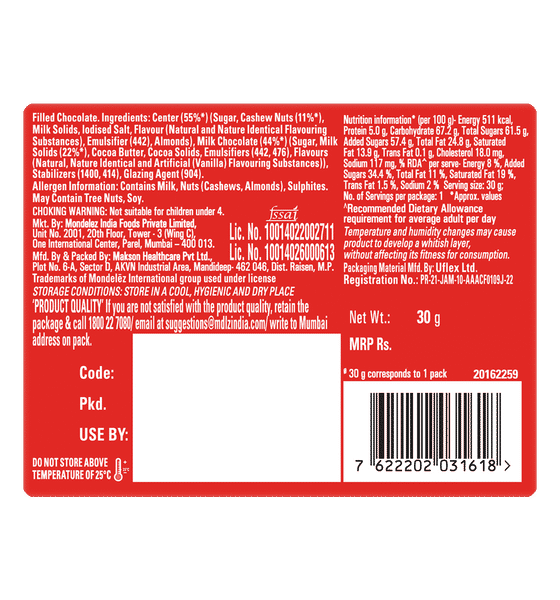 Filled Chocolate. Ingredients: Center (55%*) (Sugar, Cashew Nuts (11%*),
Milk Solids, Iodised Salt, Flavour (Natural and Nature Identical Flavouring
Substances), Emulsifier (442), Almonds), Milk Chocolate (44%*) (Sugar, Milk
Solids (22%*), Cocoa Butter, Cocoa Solids, Emulsifiers (442, 476), Flavours
(Natural, Nature Identical and Artificial (Vanilla) Flavouring Substances)),
Stabilizers (1400, 414), Glazing Agent (904).
Allergen Information: Contains Milk, Nuts (Cashews, Almonds), Sulphites.
May Contain Tree Nuts, Soy.
CHOKING WARNING: Not suitable for children under 4.
Mkt. By: Mondelez India Foods Private Limited,
Unit No. 2001, 20th Floor, Tower - 3 (Wing C),
One International Center, Parel, Mumbai – 400 013.
fssai
Lic. No. 10014022002711
Mfd. By & Packed By: Makson Healthcare Pvt Ltd.,
Lic. No. 10014026000613
Plot No. 6-A, Sector D, AKVN Industrial Area, Mandideep- 462 046, Dist. Raisen, M.P.
Trademarks of Mondelēz International group used under license
STORAGE CONDITIONS: STORE IN A COOL, HYGIENIC AND DRY PLACE
'PRODUCT QUALITY' If you are not satisfied with the product quality, retain the
package & call 1800 22 7080/ email at suggestions@mdlzindia.com/ write to Mumbai
address on pack.
Code:
Pkd.
USE BY:
DO NOT STORE ABOVE
TEMPERATURE OF 25°C
Nutrition information* (per 100 g)- Energy 511 kcal,
Protein 5.0 g, Carbohydrate 67.2 g, Total Sugars 61.5 g,
Added Sugars 57.4 g, Total Fat 24.8 g, Saturated
Fat 13.9 g, Trans Fat 0.1 g, Cholesterol 18.0 mg,
Sodium 117 mg, % RDA^ per serve- Energy 8 %, Added
Sugars 34.4 %, Total Fat 11 %, Saturated Fat 19 %,
Trans Fat 1.5 %, Sodium 2 % Serving size: 30 g;
No. of Servings per package: 1 *Approx. values
^Recommended Dietary Allowance
requirement for average adult per day
Temperature and humidity changes may cause
product to develop a whitish layer,
without affecting its fitness for consumption.
Packaging Material Mfg. By: Uflex Ltd.
Registration No.: PR-21-JAM-10-AAACF0109J-22
Net Wt.: 30 g
MRP Rs.
# 30 g corresponds to 1 pack 20162259
7 622202 031618 >